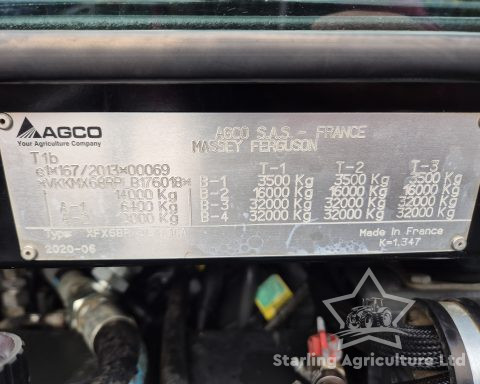 AGCO
Your Agriculture Company
AGCO S.A.S. - FRANCE
MASSEY FERGUSON
T1b
e1*167/2013*00069
14000 Kg
T-1 T-2 T-3
B-1 3500 Kg 3500 Kg 3500 Kg
B-2 16000 Kg 16000 Kg 16000 Kg
32000 Kg 32000 Kg 32000 Kg
B-4 32000 Kg 32000 Kg 32000 Kg
A-1 6400 Kg
Kg
Type
Made in France
2020-06
K=1.347
Starling Agriculture Ltd